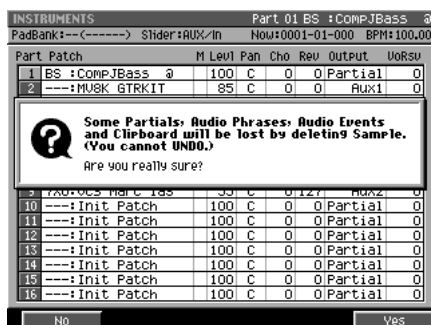 INSTRUMENTS Part 01 BS :CompJBass a
PadBank:--(------) Slider:AUX/In Now:0001-01-000 BPM:100.00
Part Patch M Levl Pan Cho Rev Output VoRsv
1 BS :CompJBass a 100 C 0 0 Partial 0
2 ---:MV8K GTRKIT 85 C 0 0 Aux1 0
Some Partials, Audio Phrases, Audio Events
and Clipboard will be lost by deleting Sample.
(You cannot UNDO.)
Are you really sure?
10 ---:Init Patch 100 C 0 0 Partial 0
11 ---:Init Patch 100 C 0 0 Partial 0
12 ---:Init Patch 100 C 0 0 Partial 0
13 ---:Init Patch 100 C 0 0 Partial 0
14 ---:Init Patch 100 C 0 0 Partial 0
15 ---:Init Patch 100 C 0 0 Partial 0
16 ---:Init Patch 100 C 0 0 Partial 0
No Yes